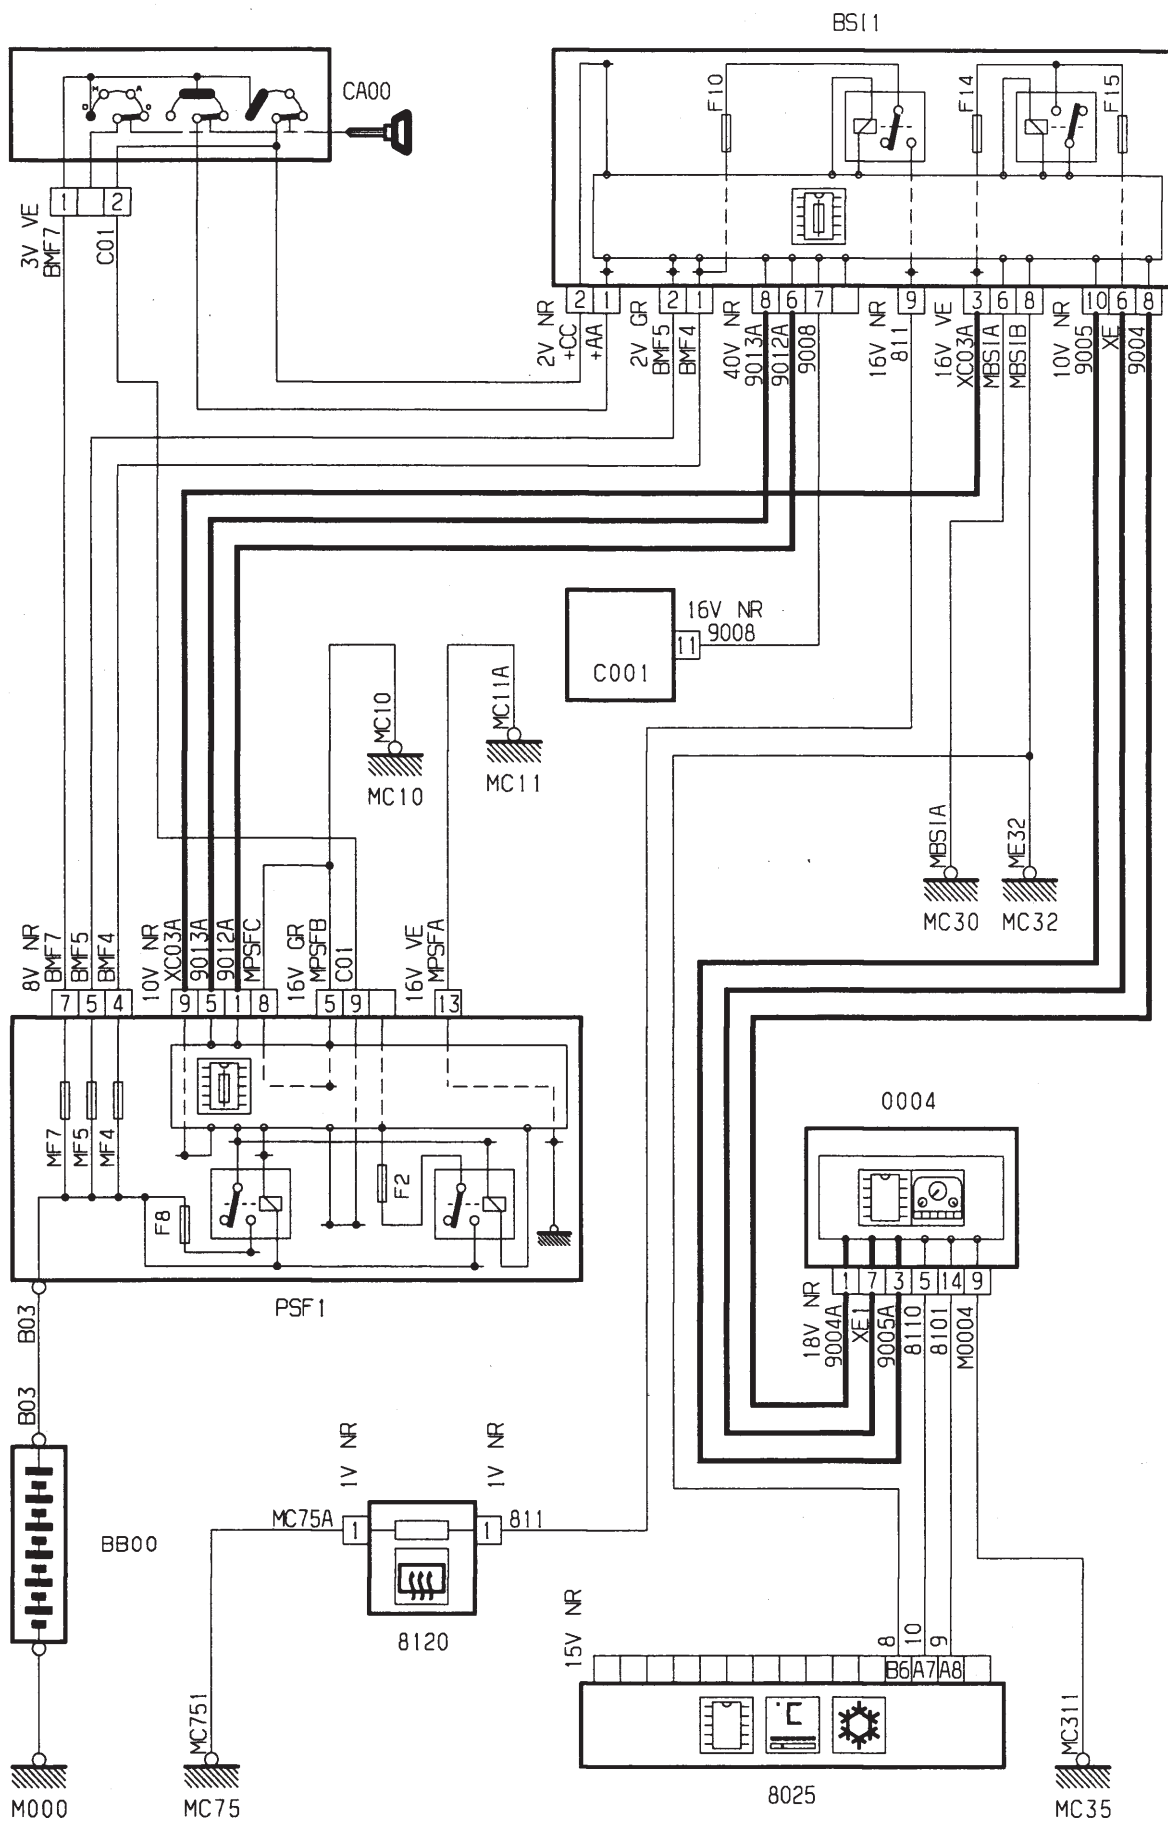 BSI1
CA00
M A
D D
1 2
3V VE
BMF7
C01
F10
F14
F15
2 1 2 1 8 6 7 9 3 6 8 10 6 8
2V NR
+CC
+AA
2V GR
BMF5
BMF4
40V NR
9013A
9012A
9008
16V NR
811
16V VE
XC03A
MBSIA
MBSIB
10V NR
9005
XE
9004
16V NR
9008
11
C001
MC10
MC10
MC11A
MC11
MBSIA
MC30
ME32
MC32
8V NR
BMF7
BMF5
BMF4
10V NR
XC03A
9013A
9012A
MPSFC
16V GR
MPSFB
C01
16V VE
MPSFA
7 5 4 9 5 1 8 5 9 13
MF7
MF5
MF4
F8
F2
PSF1
0004
1 7 3 5 14 9
18V NR
9004A
XE1
9005A
8110
8101
M0004
B03
B03
BB00
M000
1V NR
1V NR
MC75A
1
1
811
8120
MC751
MC75
15V NR
8 10 9
B6 A7 A8
°C
8025
MC311
MC35